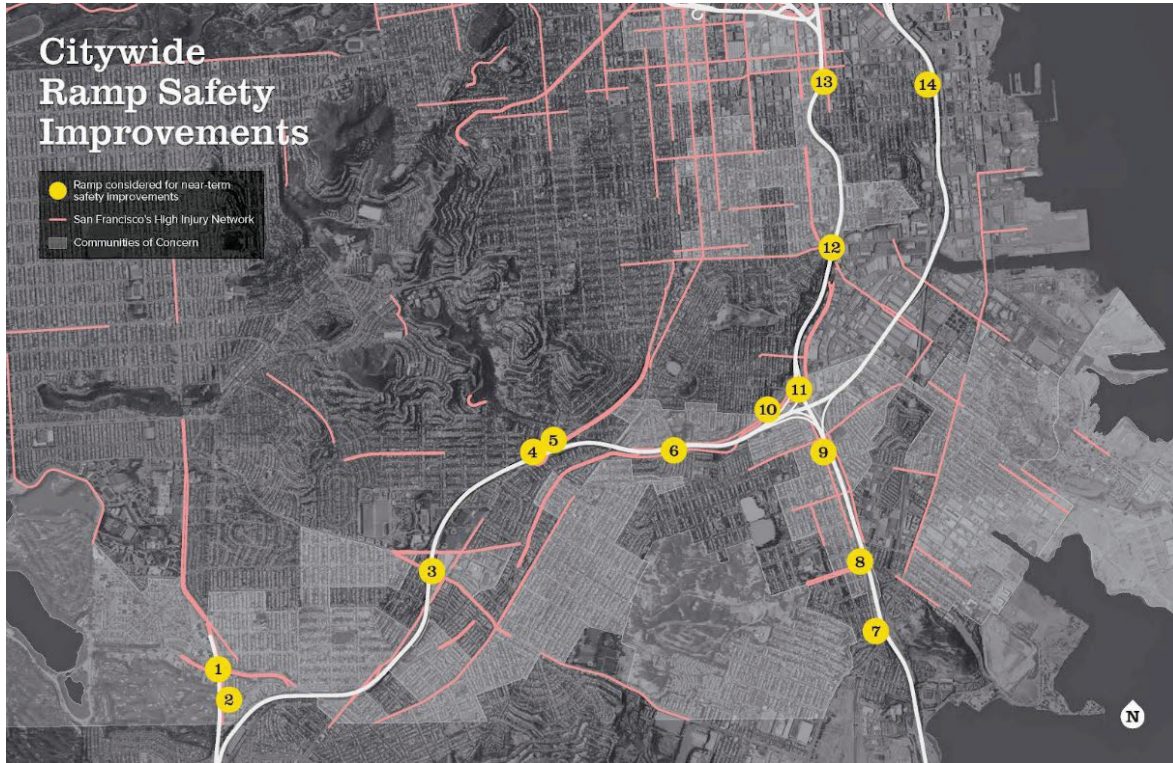 Citywide
Ramp Safety
Improvements
Ramp considered for near-term
safety improvements
San Francisco's High Injury Network
Communities of Concern
13
14
12
11
10
5
4
6
9
3
8
7
1
2
N